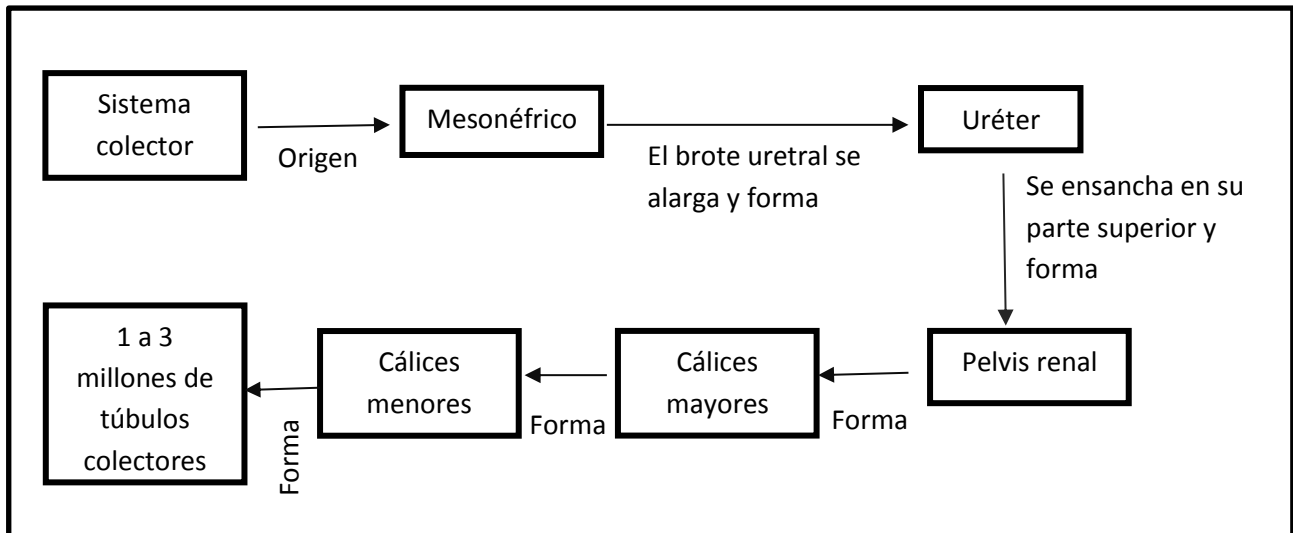 Sistema
colector
Origen
Mesonéfrico
El brote uretral se
alarga y forma
Uréter
Se ensancha en su
parte superior y
forma
Pelvis renal
Forma
Cálices
mayores
Forma
Cálices
menores
Forma
1 a 3
millones de
túbulos
colectores